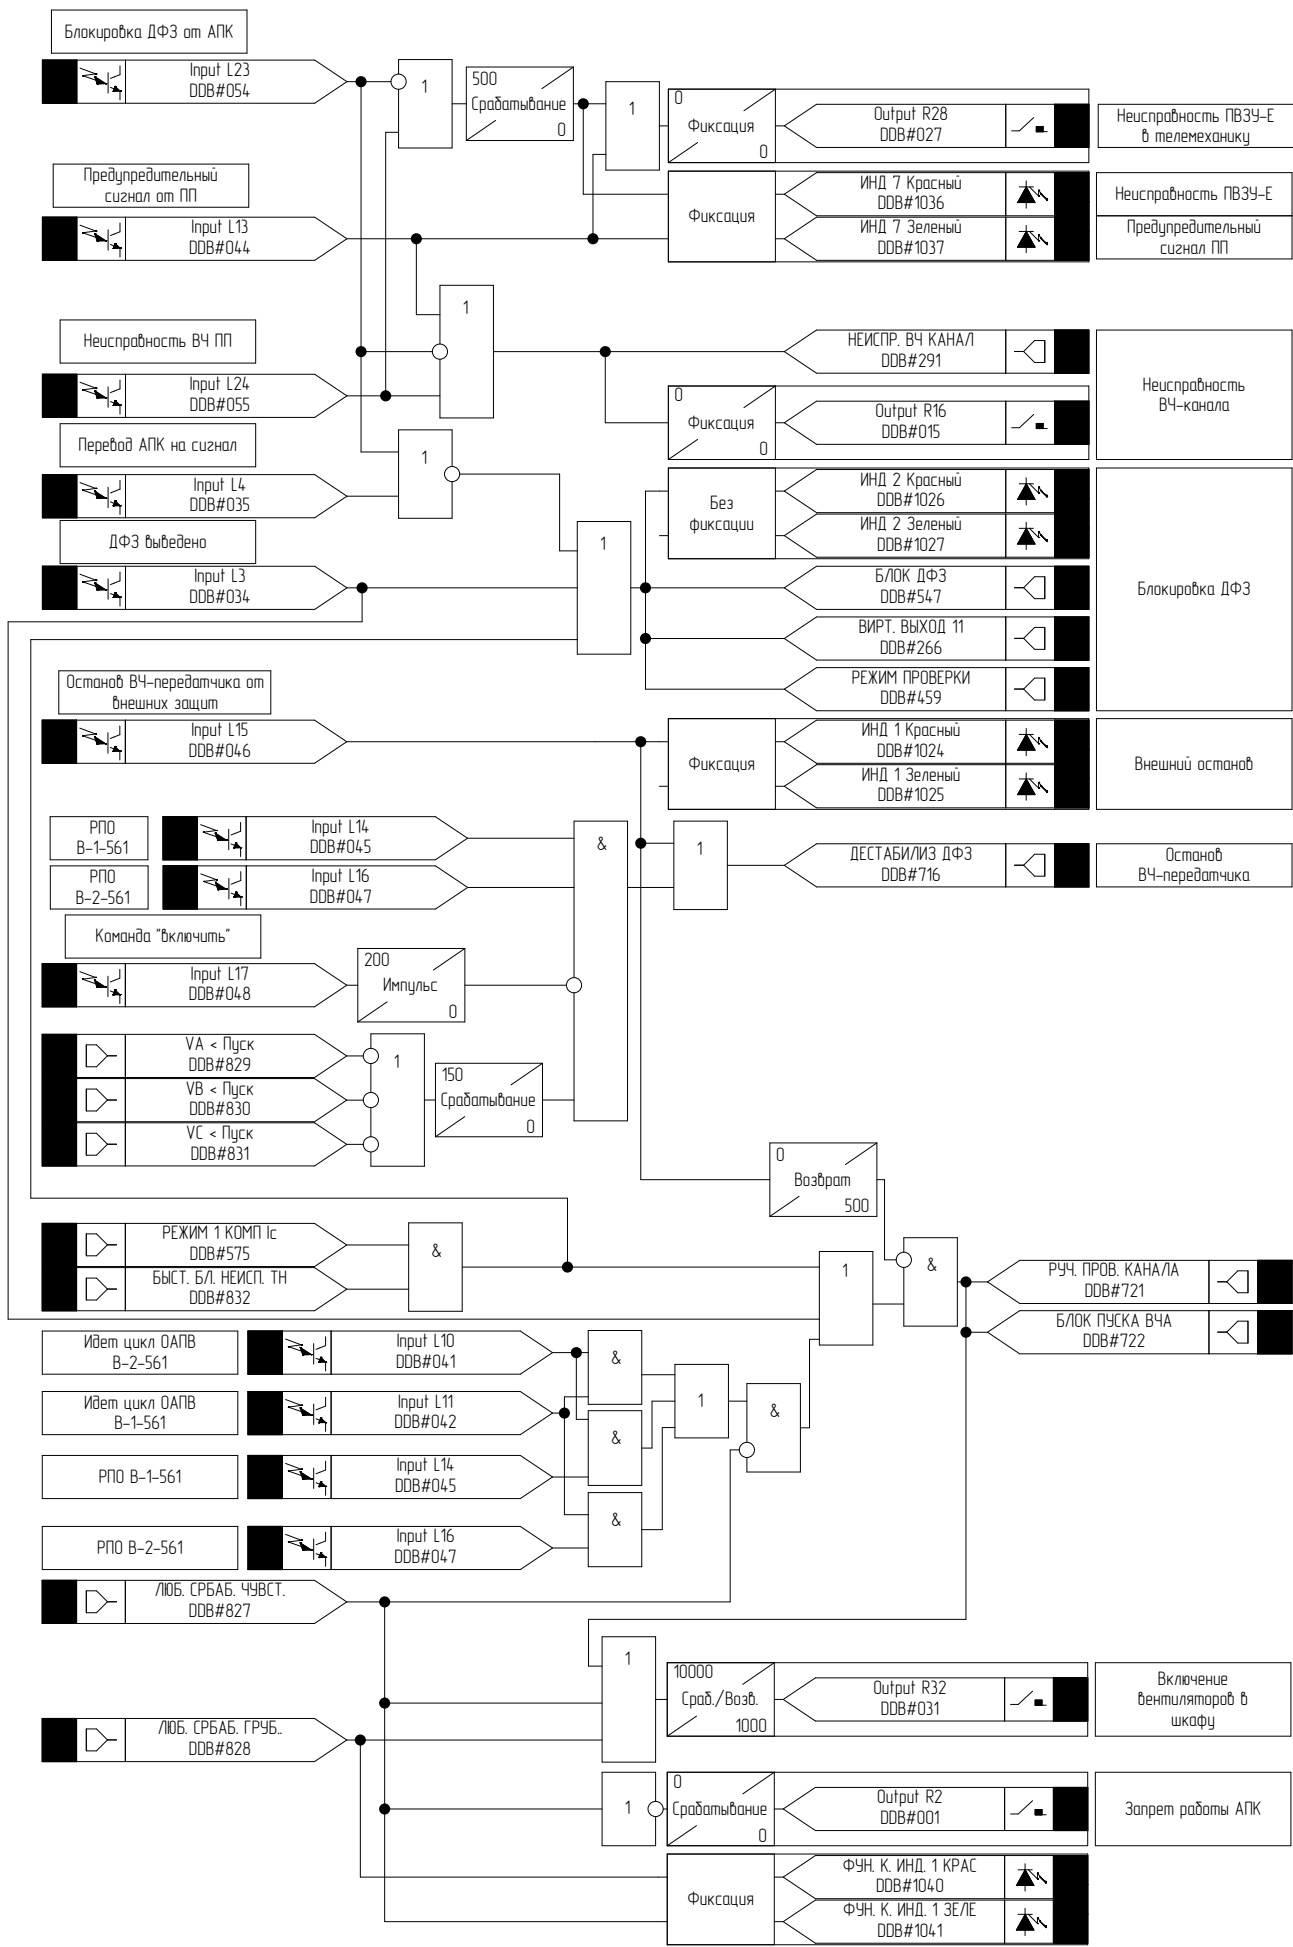 Блокировка ДФЗ от АПК
Input L23
DDB#054
1
500
Срабатывание
0
1
0
Фиксация
0
Output R28
DDB#027
Неисправность ПВЗУ-Е
в телемеханику
Предупредительный
сигнал от ПП
Input L13
DDB#044
Фиксация
ИНД 7 Красный
DDB#1036
ИНД 7 Зеленый
DDB#1037
Неисправность ПВЗУ-Е
Предупредительный
сигнал ПП
1
Неисправность ВЧ ПП
Input L24
DDB#055
НЕИСПР. ВЧ КАНАЛ
DDB#291
0
Фиксация
0
Output R16
DDB#015
Неисправность
ВЧ-канала
Перевод АПК на сигнал
Input L4
DDB#035
1
ДФЗ выведено
Input L3
DDB#034
1
Без
фиксации
ИНД 2 Красный
DDB#1026
ИНД 2 Зеленый
DDB#1027
БЛОК ДФЗ
DDB#547
ВИРТ. ВЫХОД 11
DDB#266
РЕЖИМ ПРОВЕРКИ
DDB#459
Блокировка ДФЗ
Останов ВЧ-передатчика от
внешних защит
Input L15
DDB#046
Фиксация
ИНД 1 Красный
DDB#1024
ИНД 1 Зеленый
DDB#1025
Внешний останов
РПО
В-1-561
Input L14
DDB#045
РПО
В-2-561
Input L16
DDB#047
&
1
ДЕСТАБИЛИЗ ДФЗ
DDB#716
Останов
ВЧ-передатчика
Команда "включить"
Input L17
DDB#048
200
Импульс
0
VA < Пуск
DDB#829
VB < Пуск
DDB#830
VC < Пуск
DDB#831
1
150
Срабатывание
0
0
Возврат
500
РЕЖИМ 1 КОМП Ic
DDB#575
БЫСТ. БЛ. НЕИСП. ТН
DDB#832
&
1
&
РУЧ. ПРОВ. КАНАЛА
DDB#721
БЛОК ПУСКА ВЧА
DDB#722
Идет цикл ОАПВ
В-2-561
Input L10
DDB#041
&
Идет цикл ОАПВ
В-1-561
Input L11
DDB#042
&
1
&
РПО В-1-561
Input L14
DDB#045
РПО В-2-561
Input L16
DDB#047
&
ЛЮБ. СРБАБ. ЧУВСТ.
DDB#827
ЛЮБ. СРБАБ. ГРУБ..
DDB#828
1
10000
Сраб./Возв.
1000
Output R32
DDB#031
Включение
вентиляторов в
шкафу
1
0
Срабатывание
0
Output R2
DDB#001
Запрет работы АПК
Фиксация
ФУН. К. ИНД. 1 КРАС
DDB#1040
ФУН. К. ИНД. 1 ЗЕЛЕ
DDB#1041